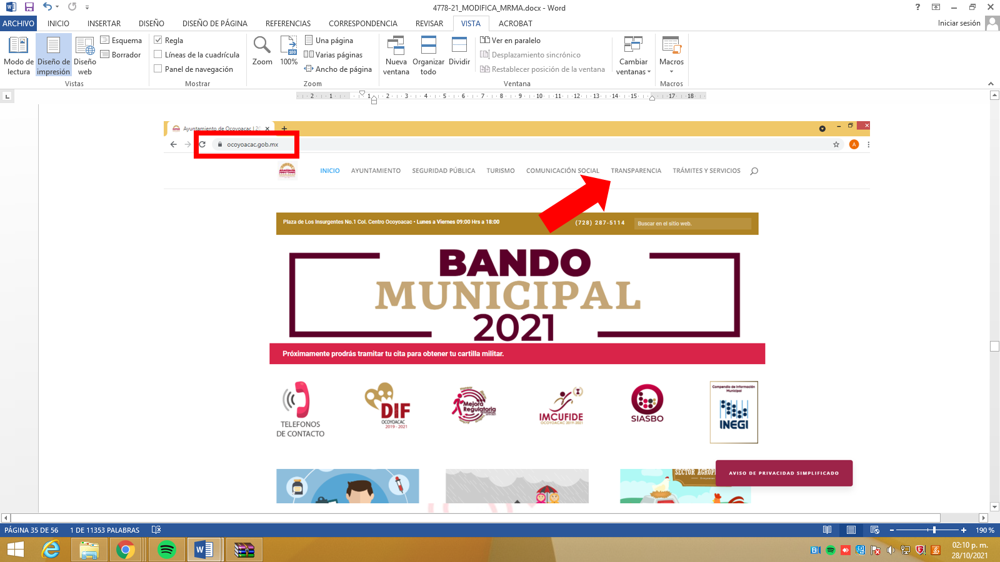 4778-21_MODIFICA_MRMA.docx - Word
ARCHIVO INICIO INSERTAR DISEÑO DISEÑO DE PÁGINA REFERENCIAS CORRESPONDENCIA REVISAR VISTA ACROBAT Iniciar sesión
Modo de lectura
Diseño de impresión
Diseño web
Esquema
Borrador
Vistas
Regla
Líneas de la cuadrícula
Panel de navegación
Mostrar
Zoom
100%
Una página
Varias páginas
Ancho de página
Zoom
Nueva ventana
Organizar todo
Dividir
Ver en paralelo
Desplazamiento sincrónico
Restablecer posición de la ventana
Ventana
Cambiar ventanas
Macros
Macros
2 1 1 2 3 4 5 6 7 8 9 10 11 12 13 14 15 17 18
Ayuntamiento de Ocoyoacac | 20
ocoyoacac.gob.mx
A
INICIO AYUNTAMIENTO SEGURIDAD PÚBLICA TURISMO COMUNICACIÓN SOCIAL TRANSPARENCIA TRÁMITES Y SERVICIOS
Plaza de Los Insurgentes No.1 Col. Centro Ocoyoacac • Lunes a Viernes 09:00 Hrs a 18:00 (728) 287-5114 Buscar en el sitio web.
BANDO
MUNICIPAL
2021
Próximamente prodrás tramitar tu cita para obtener tu cartilla militar.
TELEFONOS
DE CONTACTO
DIF
OCOYOACAC
2019 - 2021
Mejora
Regulatoria
IMCUFIDE
OCOYOACAC 2019-2021
SIASBO
Compendio de Información
Municipal
INEGI
SECTOR AGROP
AVISO DE PRIVACIDAD SIMPLIFICADO
PÁGINA 35 DE 56 1 DE 11353 PALABRAS 190 %
02:10 p. m.
28/10/2021